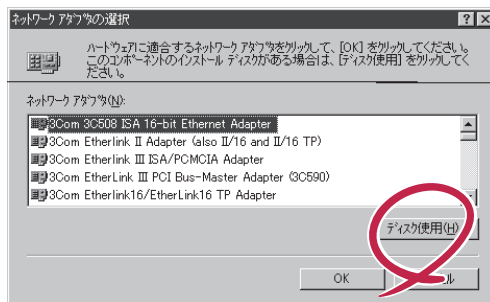 ネットワーク アダプタの選択
ハードウェアに適合するネットワーク アダプタをクリックして、[OK] をクリックしてください。
このコンポーネントのインストール ディスクがある場合は、[ディスク使用] をクリックしてく
ださい。
ネットワーク アダプタ(N):
3Com 3C508 ISA 16-bit Ethernet Adapter
3Com Etherlink II Adapter (also II/16 and II/16 TP)
3Com Etherlink III ISA/PCMCIA Adapter
3Com EtherLink III PCI Bus-Master Adapter (3C590)
3Com Etherlink16/EtherLink16 TP Adapter
ディスク使用(H)
OK